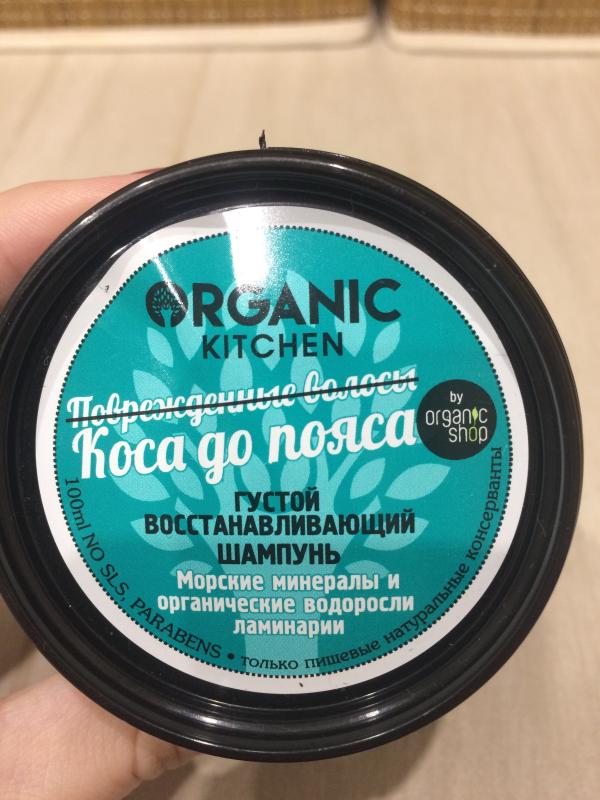 ORGANIC
KITCHEN
Поврежденные волосы
Коса до пояса
by
organic
shop
ГУСТОЙ
ВОССТАНАВЛИВАЮЩИЙ
ШАМПУНЬ
Морские минералы и
органические водоросли
ламинарии
100ml NO SLS, PARABENS • только пищевые натуральные консерванты